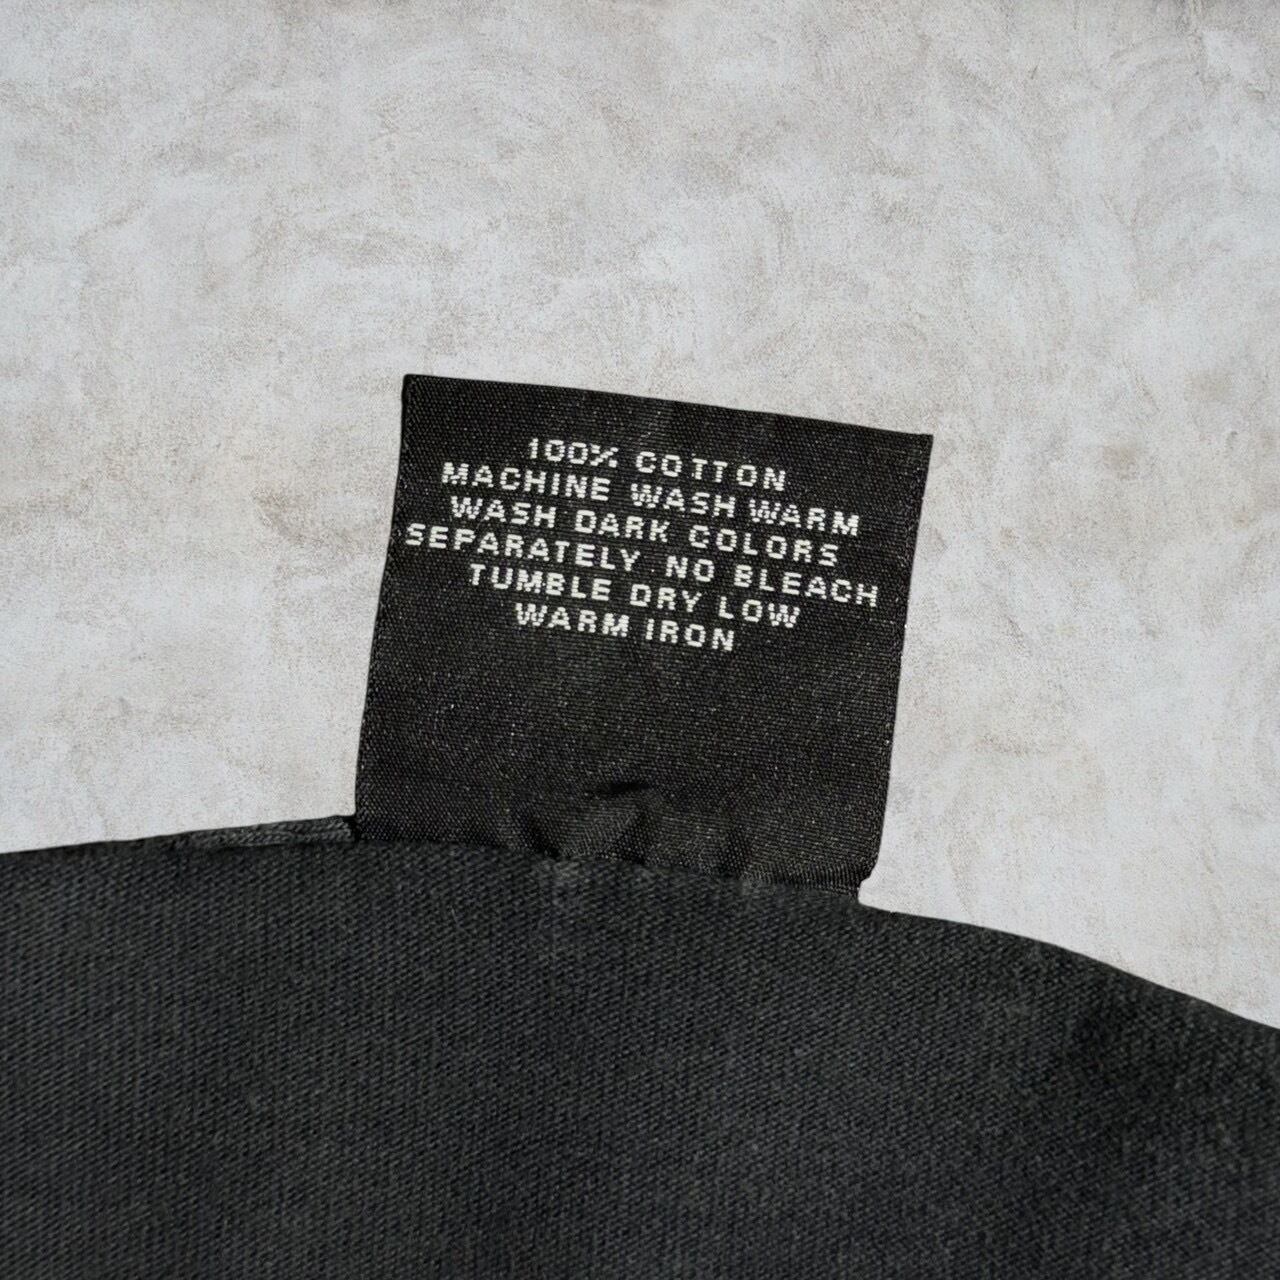 100% COTTON
MACHINE WASH WARM
WASH DARK COLORS
SEPARATELY NO BLEACH
TUMBLE DRY LOW
WARM IRON